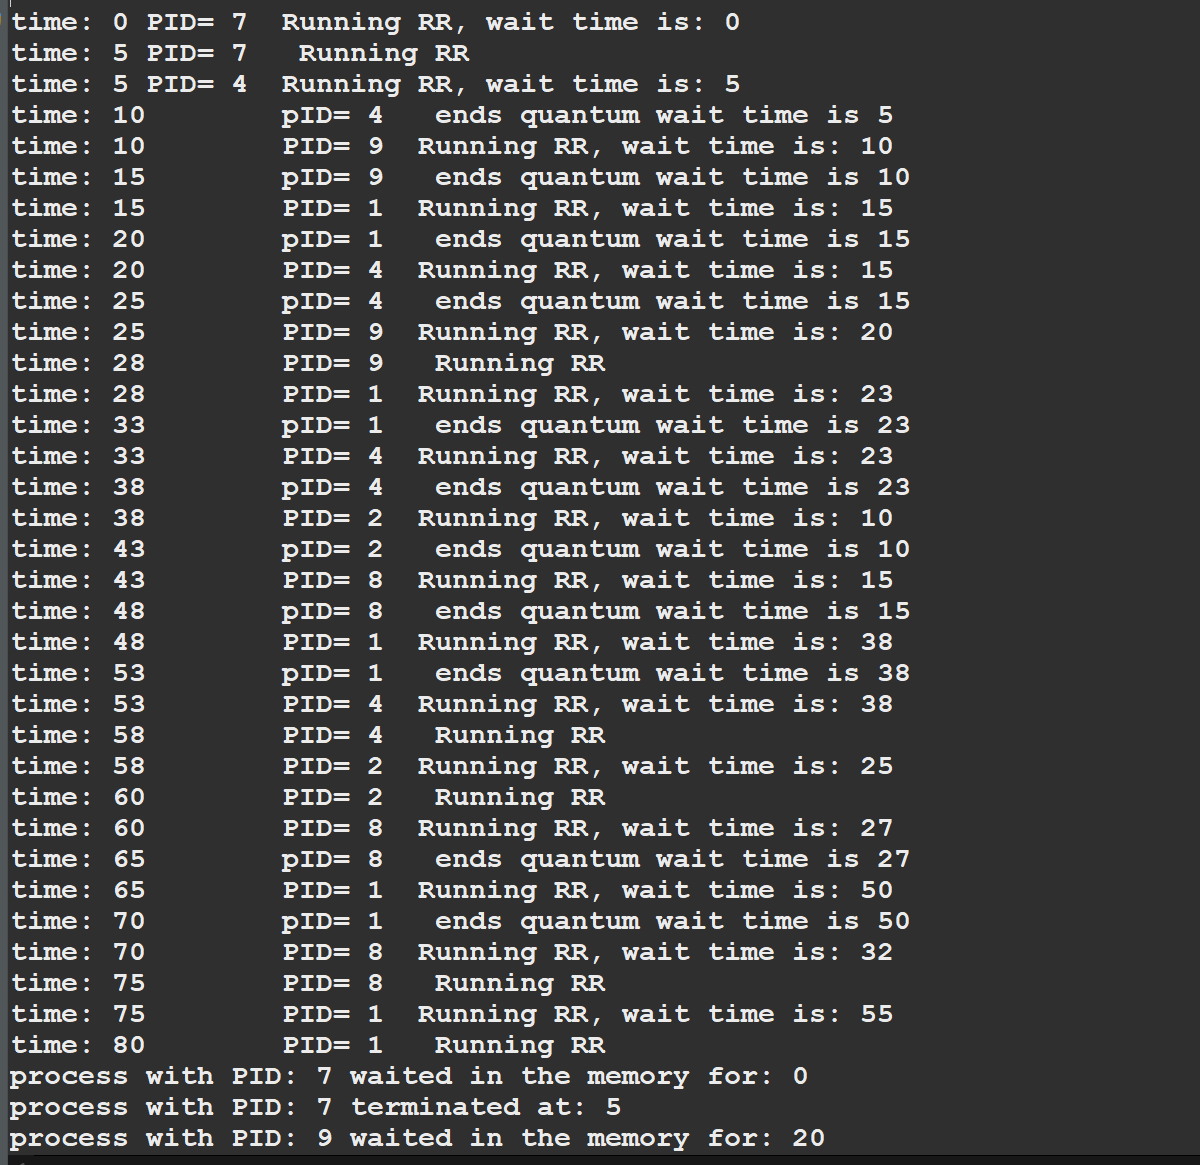 time: 0 PID= 7  Running RR, wait time is: 0
time: 5 PID= 7   Running RR
time: 5 PID= 4  Running RR, wait time is: 5
time: 10        pID= 4   ends quantum wait time is 5
time: 10        PID= 9  Running RR, wait time is: 10
time: 15        pID= 9   ends quantum wait time is 10
time: 15        PID= 1  Running RR, wait time is: 15
time: 20        pID= 1   ends quantum wait time is 15
time: 20        PID= 4  Running RR, wait time is: 15
time: 25        pID= 4   ends quantum wait time is 15
time: 25        PID= 9  Running RR, wait time is: 20
time: 28        PID= 9   Running RR
time: 28        PID= 1  Running RR, wait time is: 23
time: 33        pID= 1   ends quantum wait time is 23
time: 33        PID= 4  Running RR, wait time is: 23
time: 38        pID= 4   ends quantum wait time is 23
time: 38        PID= 2  Running RR, wait time is: 10
time: 43        pID= 2   ends quantum wait time is 10
time: 43        PID= 8  Running RR, wait time is: 15
time: 48        pID= 8   ends quantum wait time is 15
time: 48        PID= 1  Running RR, wait time is: 38
time: 53        pID= 1   ends quantum wait time is 38
time: 53        PID= 4  Running RR, wait time is: 38
time: 58        PID= 4   Running RR
time: 58        PID= 2  Running RR, wait time is: 25
time: 60        PID= 2   Running RR
time: 60        PID= 8  Running RR, wait time is: 27
time: 65        pID= 8   ends quantum wait time is 27
time: 65        PID= 1  Running RR, wait time is: 50
time: 70        pID= 1   ends quantum wait time is 50
time: 70        PID= 8  Running RR, wait time is: 32
time: 75        PID= 8   Running RR
time: 75        PID= 1  Running RR, wait time is: 55
time: 80        PID= 1   Running RR
process with PID: 7 waited in the memory for: 0
process with PID: 7 terminated at: 5
process with PID: 9 waited in the memory for: 20